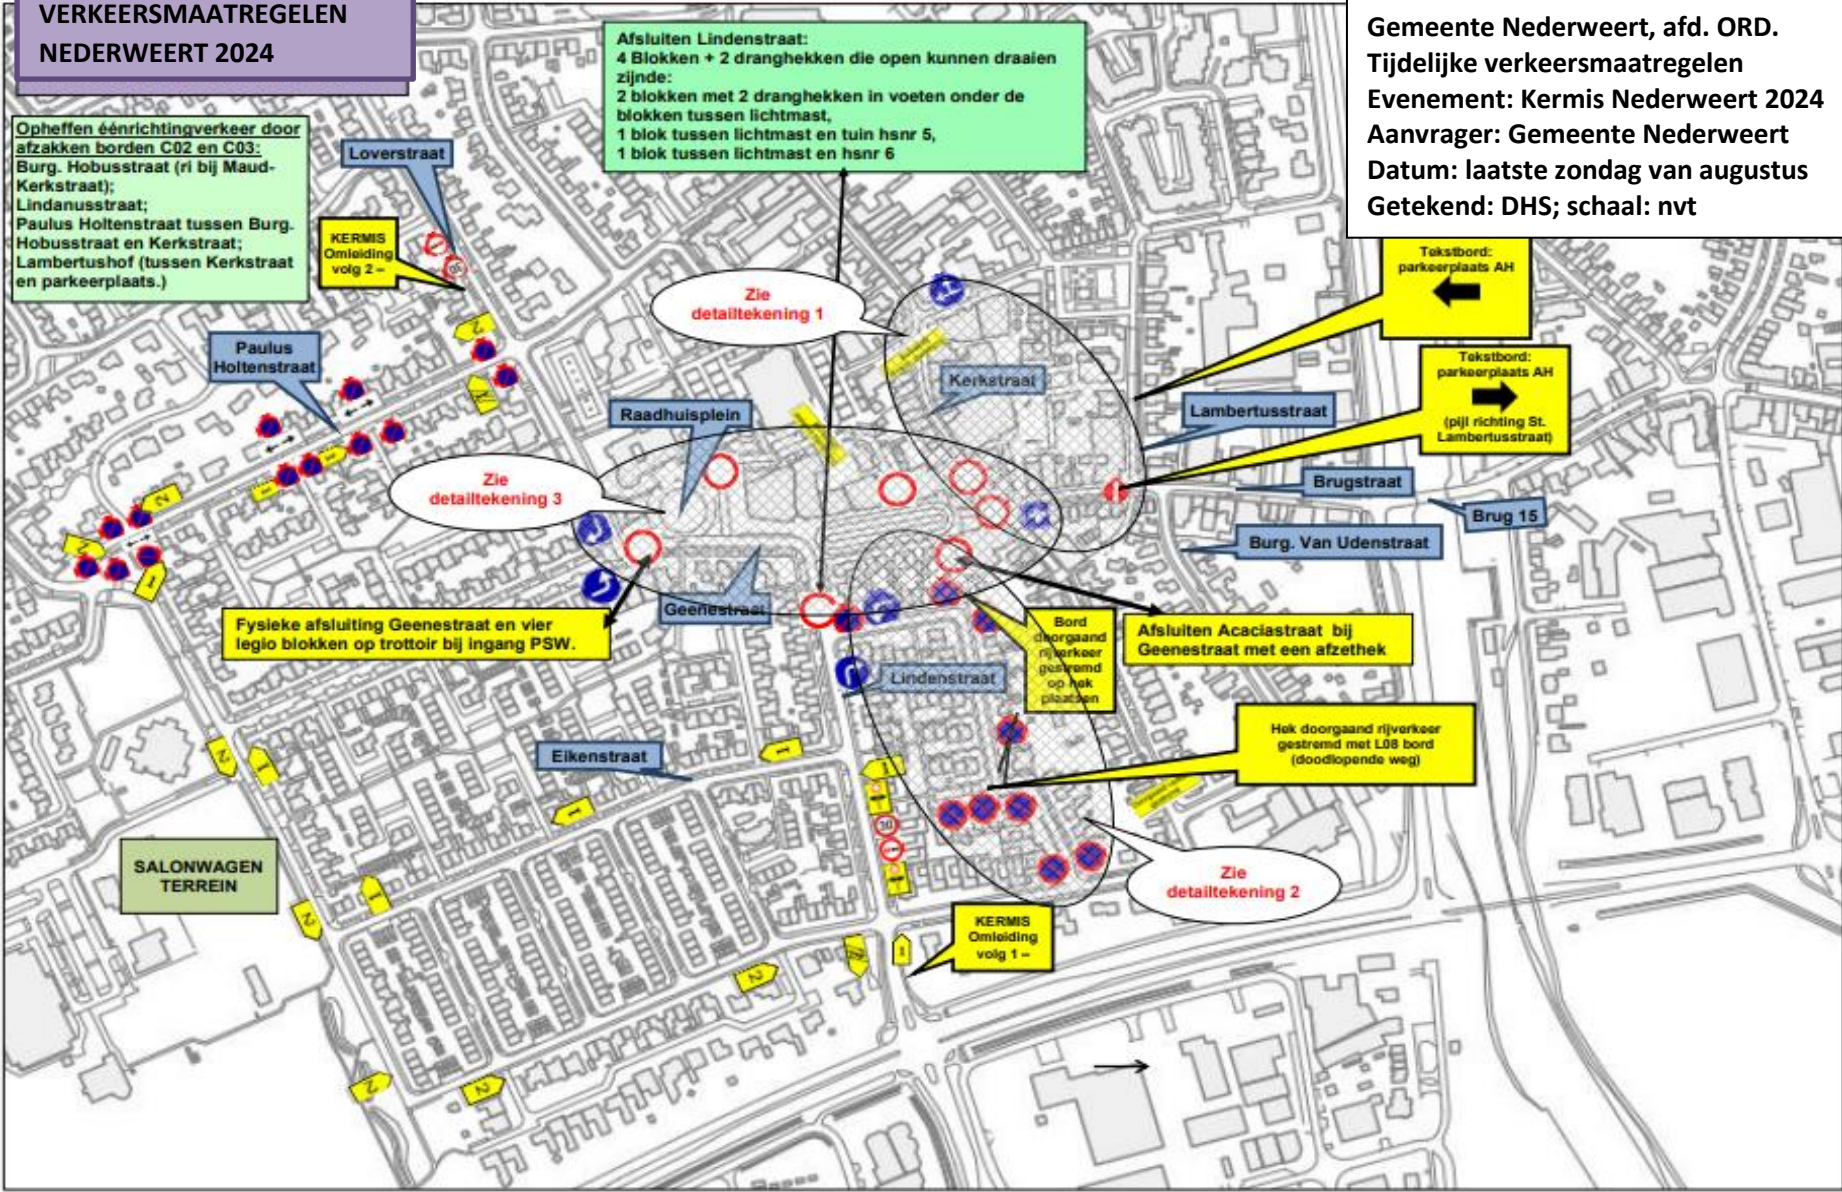 VERKEERSMAATREGELEN
NEDERWEERT 2024
Gemeente Nederweert, afd. ORD.
Tijdelijke verkeersmaatregelen
Evenement: Kermis Nederweert 2024
Aanvrager: Gemeente Nederweert
Datum: laatste zondag van augustus
Getekend: DHS; schaal: nvt
Afsluiten Lindenstraat:
4 Blokken + 2 dranghekken die open kunnen draaien
zijnde:
2 blokken met 2 dranghekken in voeten onder de
blokken tussen lichtmast,
1 blok tussen lichtmast en tuin hsnr 5,
1 blok tussen lichtmast en hsnr 6
Opheffen éénrichtingverkeer door
afzakken borden C02 en C03:
Burg. Hobusstraat (ri bij Maud-
Kerkstraat);
Lindanusstraat;
Paulus Holtenstraat tussen Burg.
Hobusstraat en Kerkstraat;
Lambertushof (tussen Kerkstraat
en parkeerplaats.)
Loverstraat
KERMIS
Omleiding
volg 2 –
Tekstbord:
parkeerplaats AH
Zie
detailtekening 1
Paulus
Holtenstraat
Tekstbord:
parkeerplaats AH
(pijl richting St.
Lambertusstraat)
Kerkstraat
Raadhuisplein
Lambertusstraat
Zie
detailtekening 3
Brugstraat
Brug 15
Burg. Van Udenstraat
Geenestraat
Fysieke afsluiting Geenestraat en vier
legio blokken op trottoir bij ingang PSW.
Bord
doorgaand
rijverkeer
gestremd
op hek
plaatsen
Afsluiten Acaciastraat bij
Geenestraat met een afzethek
Lindenstraat
Hek doorgaand rijverkeer
gestremd met L08 bord
(doodlopende weg)
Eikenstraat
SALONWAGEN
TERREIN
Zie
detailtekening 2
KERMIS
Omleiding
volg 1 –